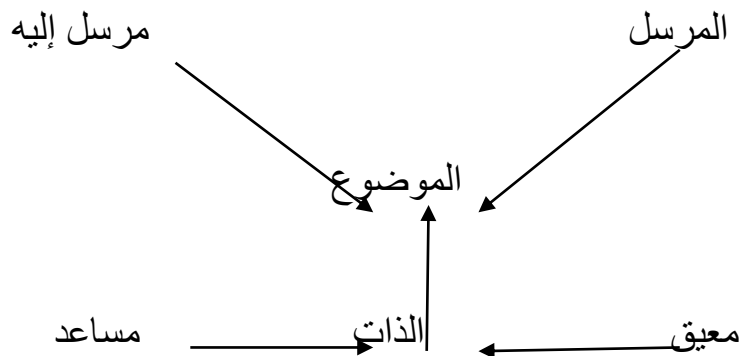 المرسل مرسل إليه
الموضوع
معيق الذات مساعد